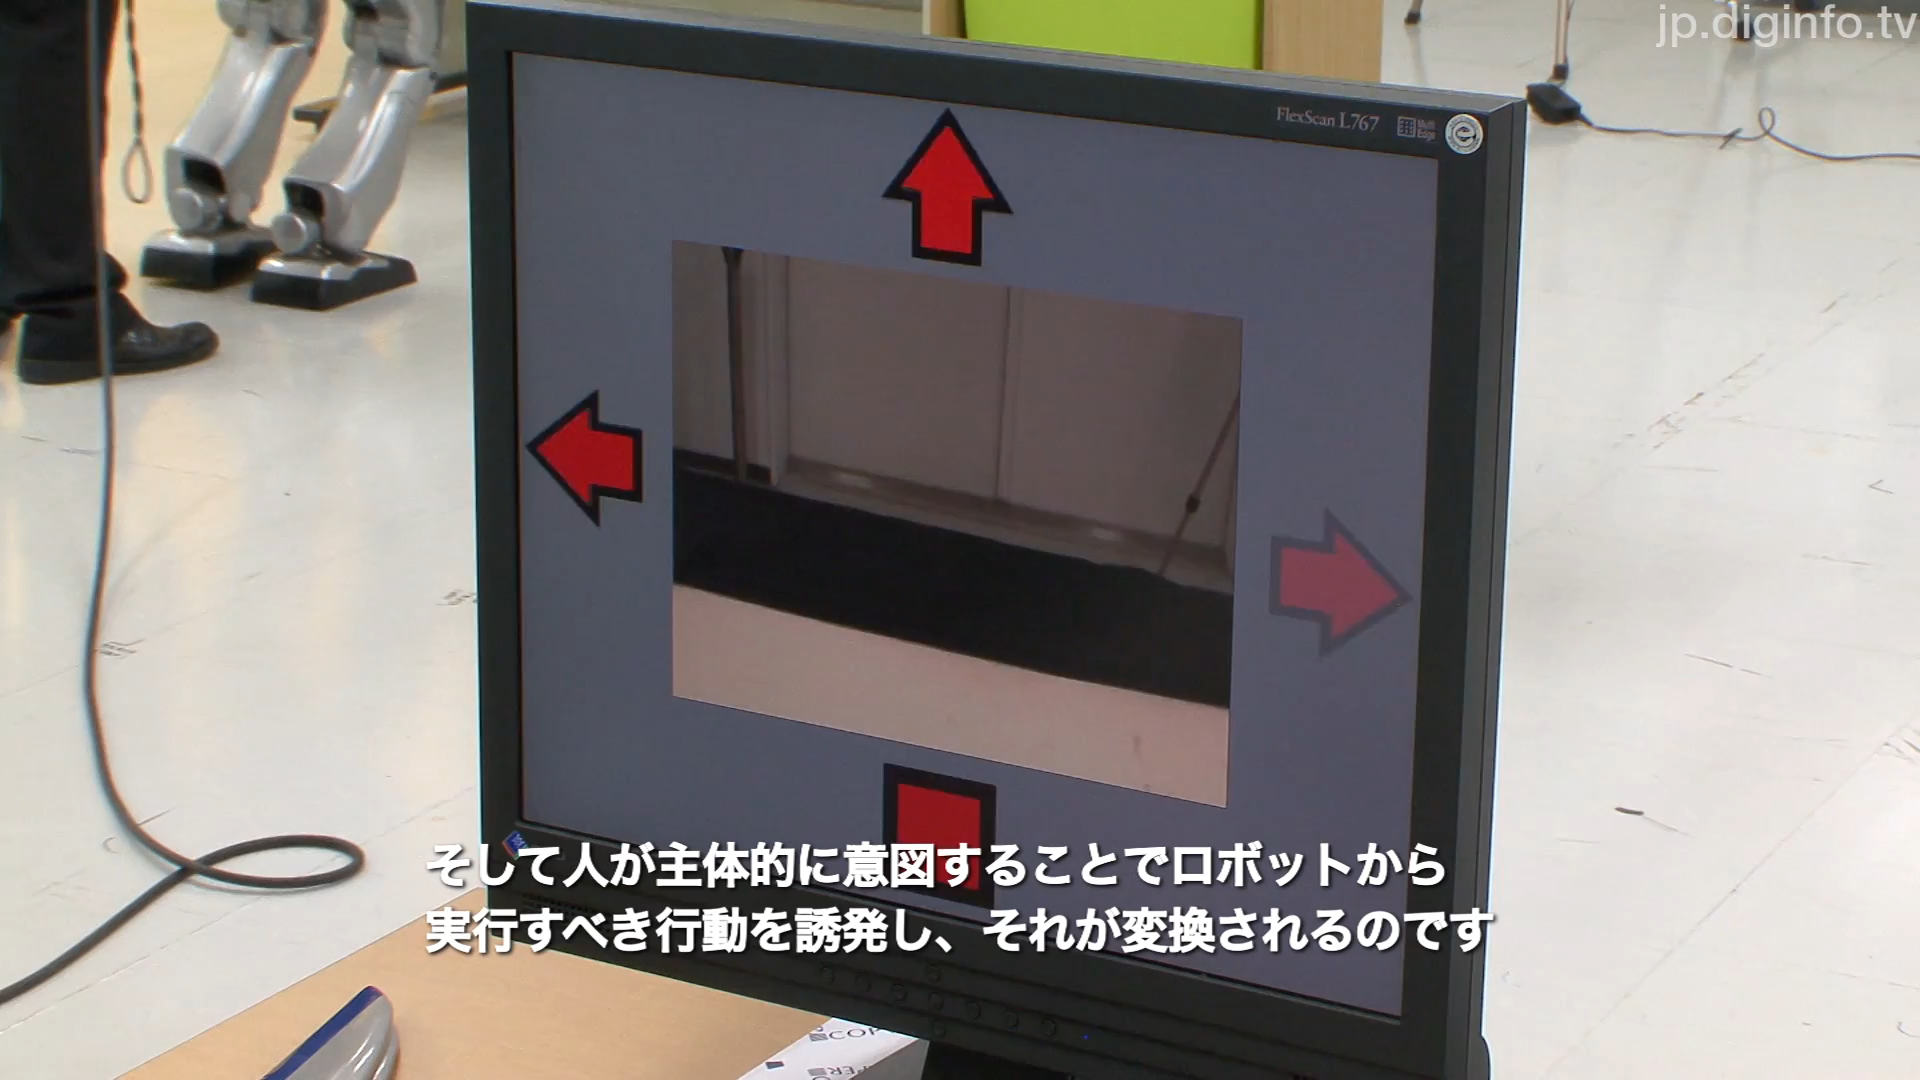 jp.diginfo.tv
FlexScan L767
Multi
Edge
そして人が主体的に意図することでロボットから
実行すべき行動を誘発し、それが変換されるのです